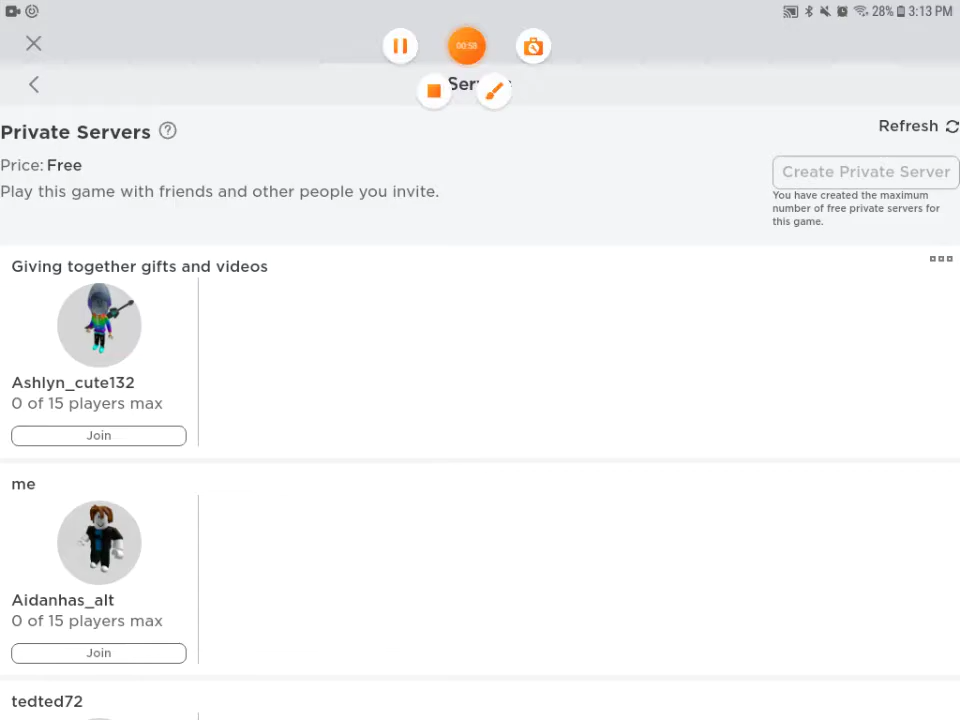 28% 3:13 PM
00:58
Ser
Private Servers ?
Refresh
Price: Free
Create Private Server
Play this game with friends and other people you invite.
You have created the maximum
number of free private servers for
this game.
Giving together gifts and videos
Ashlyn_cute132
0 of 15 players max
Join
me
Aidanhas_alt
0 of 15 players max
Join
tedted72